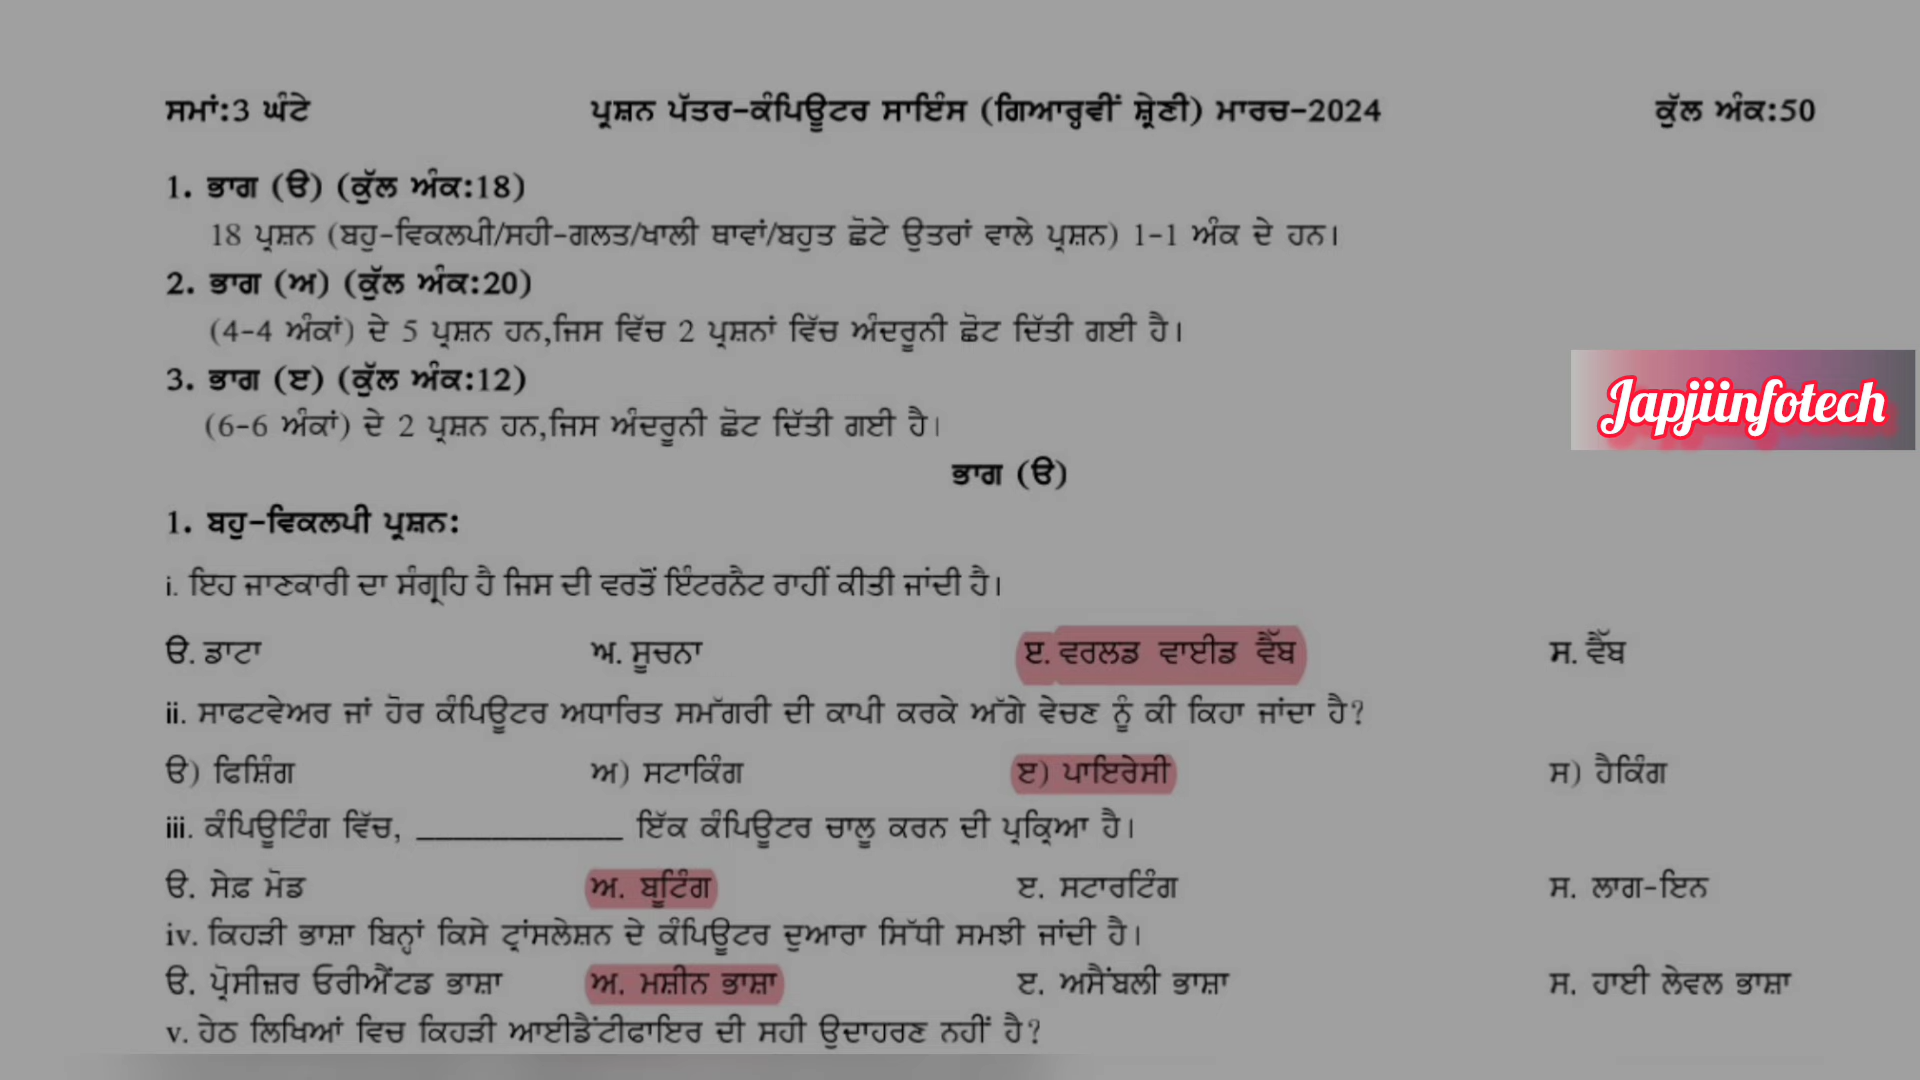 ਸਮਾਂ:3 ਘੰਟੇ ਪ੍ਰਸ਼ਨ ਪੱਤਰ-ਕੰਪਿਊਟਰ ਸਾਇੰਸ (ਗਿਆਰ੍ਹਵੀਂ ਸ਼੍ਰੇਣੀ) ਮਾਰਚ-2024 ਕੁੱਲ ਅੰਕ:50
1. ਭਾਗ (ੳ) (ਕੁੱਲ ਅੰਕ:18)
18 ਪ੍ਰਸ਼ਨ (ਬਹੁ-ਵਿਕਲਪੀ/ਸਹੀ-ਗਲਤ/ਖਾਲੀ ਥਾਵਾਂ/ਬਹੁਤ ਛੋਟੇ ਉਤਰਾਂ ਵਾਲੇ ਪ੍ਰਸ਼ਨ) 1-1 ਅੰਕ ਦੇ ਹਨ।
2. ਭਾਗ (ਅ) (ਕੁੱਲ ਅੰਕ:20)
(4-4 ਅੰਕਾਂ) ਦੇ 5 ਪ੍ਰਸ਼ਨ ਹਨ,ਜਿਸ ਵਿੱਚ 2 ਪ੍ਰਸ਼ਨਾਂ ਵਿੱਚ ਅੰਦਰੂਨੀ ਛੋਟ ਦਿੱਤੀ ਗਈ ਹੈ।
3. ਭਾਗ (ੲ) (ਕੁੱਲ ਅੰਕ:12)
(6-6 ਅੰਕਾਂ) ਦੇ 2 ਪ੍ਰਸ਼ਨ ਹਨ,ਜਿਸ ਅੰਦਰੂਨੀ ਛੋਟ ਦਿੱਤੀ ਗਈ ਹੈ।
Japjiinfotech
ਭਾਗ (ੳ)
1. ਬਹੁ-ਵਿਕਲਪੀ ਪ੍ਰਸ਼ਨ:
i. ਇਹ ਜਾਣਕਾਰੀ ਦਾ ਸੰਗ੍ਰਹਿ ਹੈ ਜਿਸ ਦੀ ਵਰਤੋਂ ਇੰਟਰਨੈਟ ਰਾਹੀਂ ਕੀਤੀ ਜਾਂਦੀ ਹੈ।
ੳ. ਡਾਟਾ ਅ. ਸੂਚਨਾ ੲ. ਵਰਲਡ ਵਾਈਡ ਵੈੱਬ ਸ. ਵੈੱਬ
ii. ਸਾਫਟਵੇਅਰ ਜਾਂ ਹੋਰ ਕੰਪਿਊਟਰ ਅਧਾਰਿਤ ਸਮੱਗਰੀ ਦੀ ਕਾਪੀ ਕਰਕੇ ਅੱਗੇ ਵੇਚਣ ਨੂੰ ਕੀ ਕਿਹਾ ਜਾਂਦਾ ਹੈ?
ੳ) ਫਿਸ਼ਿੰਗ ਅ) ਸਟਾਕਿੰਗ ੲ) ਪਾਇਰੇਸੀ ਸ) ਹੈਕਿੰਗ
iii. ਕੰਪਿਊਟਿੰਗ ਵਿੱਚ, ____________ ਇੱਕ ਕੰਪਿਊਟਰ ਚਾਲੂ ਕਰਨ ਦੀ ਪ੍ਰਕ੍ਰਿਆ ਹੈ।
ੳ. ਸੇਫ਼ ਮੋਡ ਅ. ਬੂਟਿੰਗ ੲ. ਸਟਾਰਟਿੰਗ ਸ. ਲਾਗ-ਇਨ
iv. ਕਿਹੜੀ ਭਾਸ਼ਾ ਬਿਨ੍ਹਾਂ ਕਿਸੇ ਟ੍ਰਾਂਸਲੇਸ਼ਨ ਦੇ ਕੰਪਿਊਟਰ ਦੁਆਰਾ ਸਿੱਧੀ ਸਮਝੀ ਜਾਂਦੀ ਹੈ।
ੳ. ਪ੍ਰੋਸੀਜ਼ਰ ਓਰੀਐਂਟਡ ਭਾਸ਼ਾ ਅ. ਮਸ਼ੀਨ ਭਾਸ਼ਾ ੲ. ਅਸੈਂਬਲੀ ਭਾਸ਼ਾ ਸ. ਹਾਈ ਲੇਵਲ ਭਾਸ਼ਾ
v. ਹੇਠ ਲਿਖਿਆਂ ਵਿਚ ਕਿਹੜੀ ਆਈਡੈਂਟੀਫਾਇਰ ਦੀ ਸਹੀ ਉਦਾਹਰਣ ਨਹੀਂ ਹੈ?